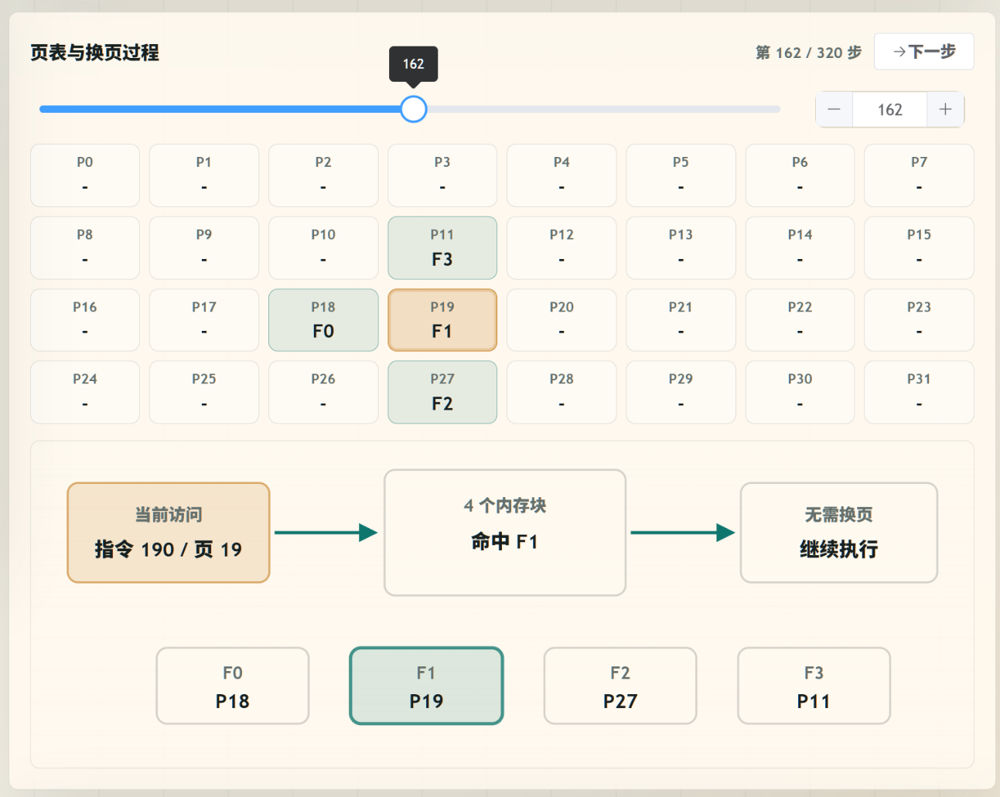 页表与换页过程
第 162 / 320 步
→下一步
162
− 162 +
P0 P1 P2 P3 P4 P5 P6 P7
- - - - - - - -
P8 P9 P10 P11 P12 P13 P14 P15
- - - F3 - - - -
P16 P17 P18 P19 P20 P21 P22 P23
- - F0 F1 - - - -
P24 P25 P26 P27 P28 P29 P30 P31
- - - F2 - - - -
当前访问
指令 190 / 页 19
4 个内存块
命中 F1
无需换页
继续执行
F0 F1 F2 F3
P18 P19 P27 P11